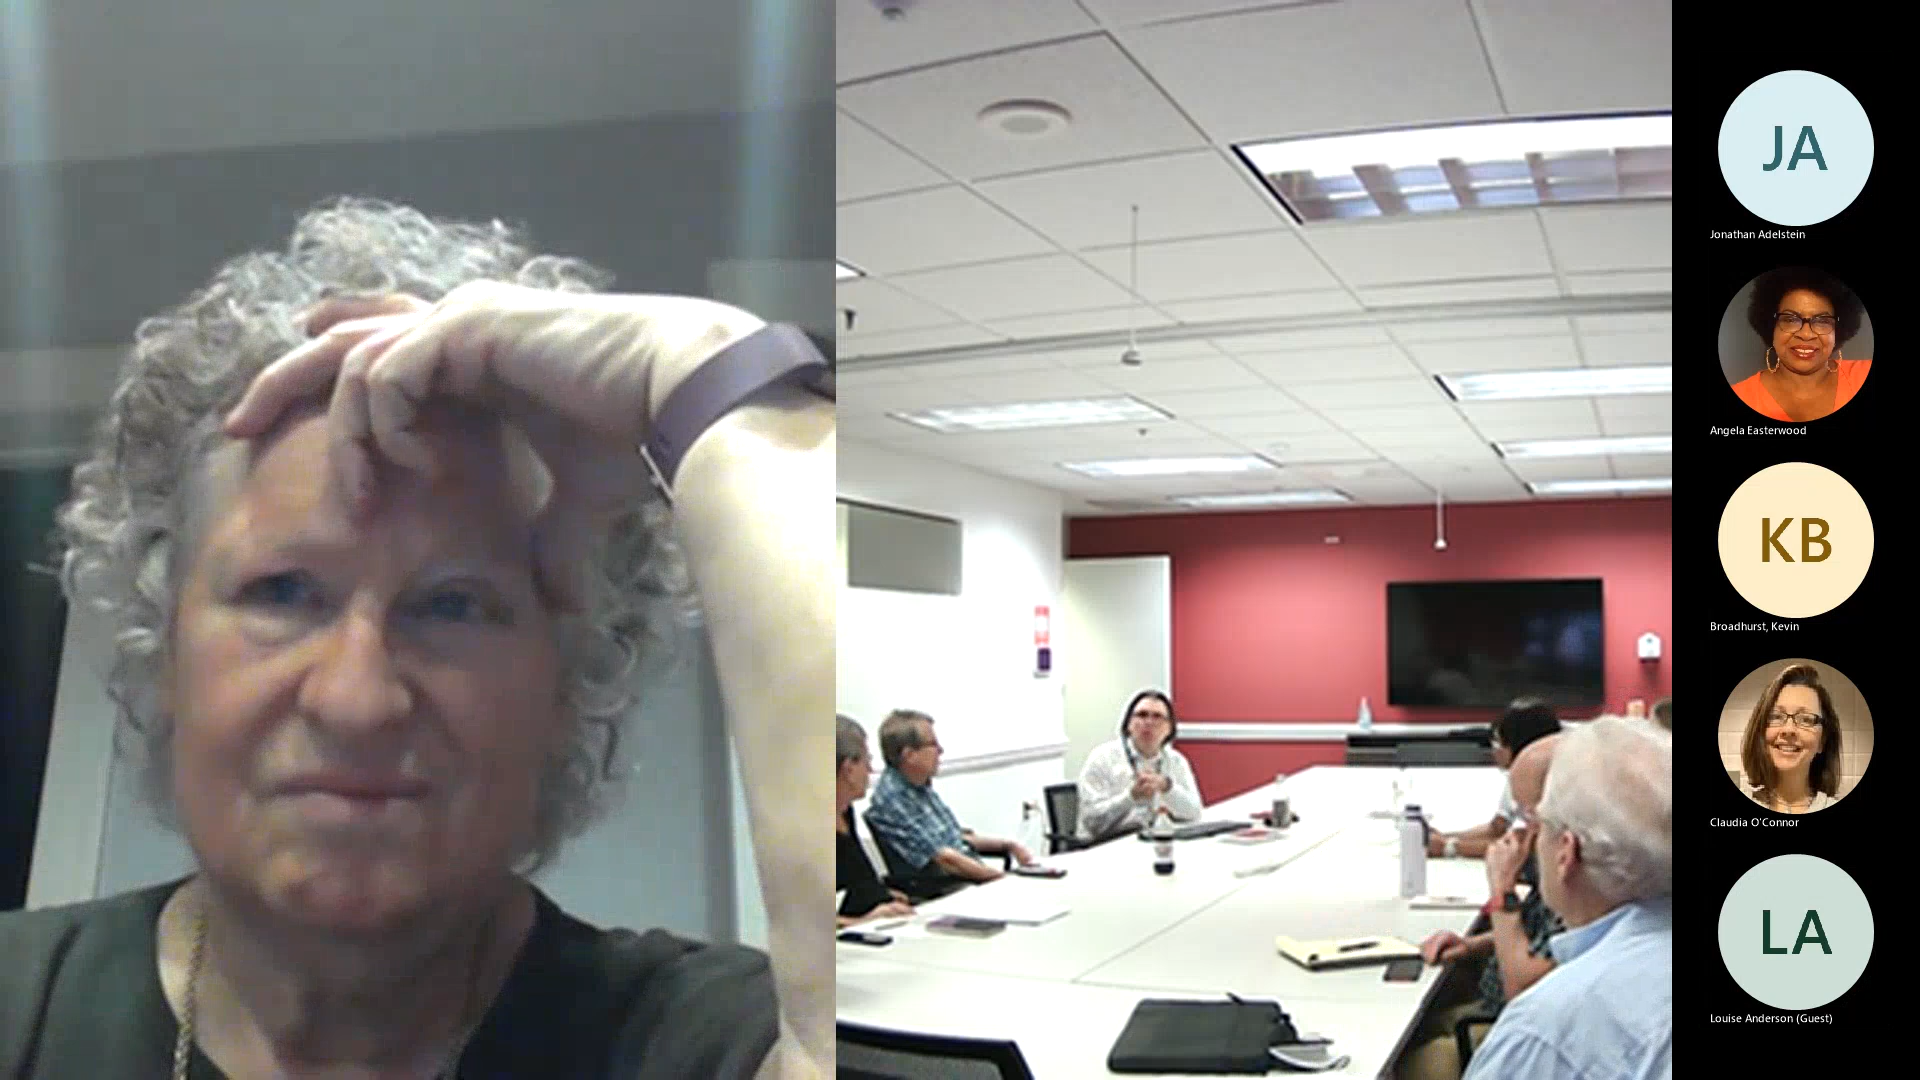 JA
Jonathan Adelstein
Angela Easterwood
KB
Broadhurst, Kevin
Claudia O'Connor
LA
Louise Anderson (Guest)